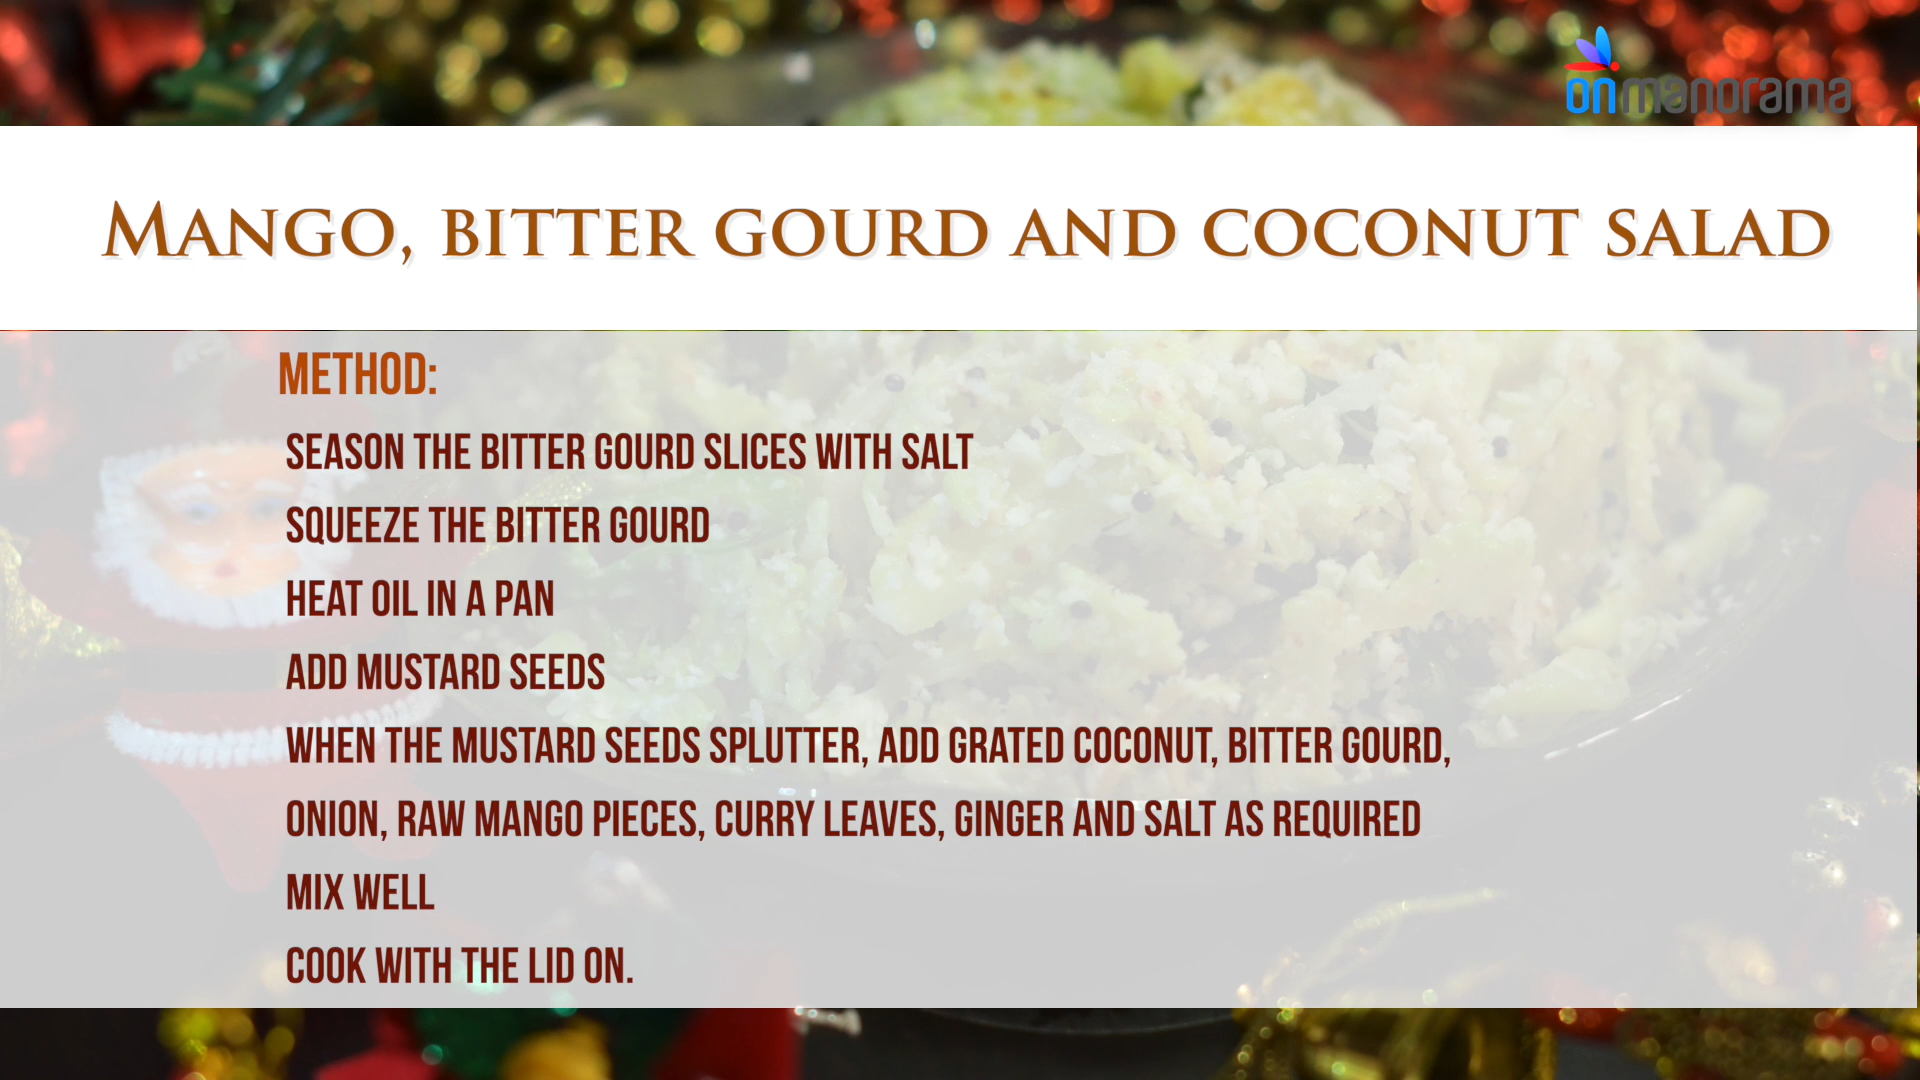 onmanorama
Mango, bitter gourd and coconut salad
METHOD:
SEASON THE BITTER GOURD SLICES WITH SALT
SQUEEZE THE BITTER GOURD
HEAT OIL IN A PAN
ADD MUSTARD SEEDS
WHEN THE MUSTARD SEEDS SPLUTTER, ADD GRATED COCONUT, BITTER GOURD,
ONION, RAW MANGO PIECES, CURRY LEAVES, GINGER AND SALT AS REQUIRED
MIX WELL
COOK WITH THE LID ON.